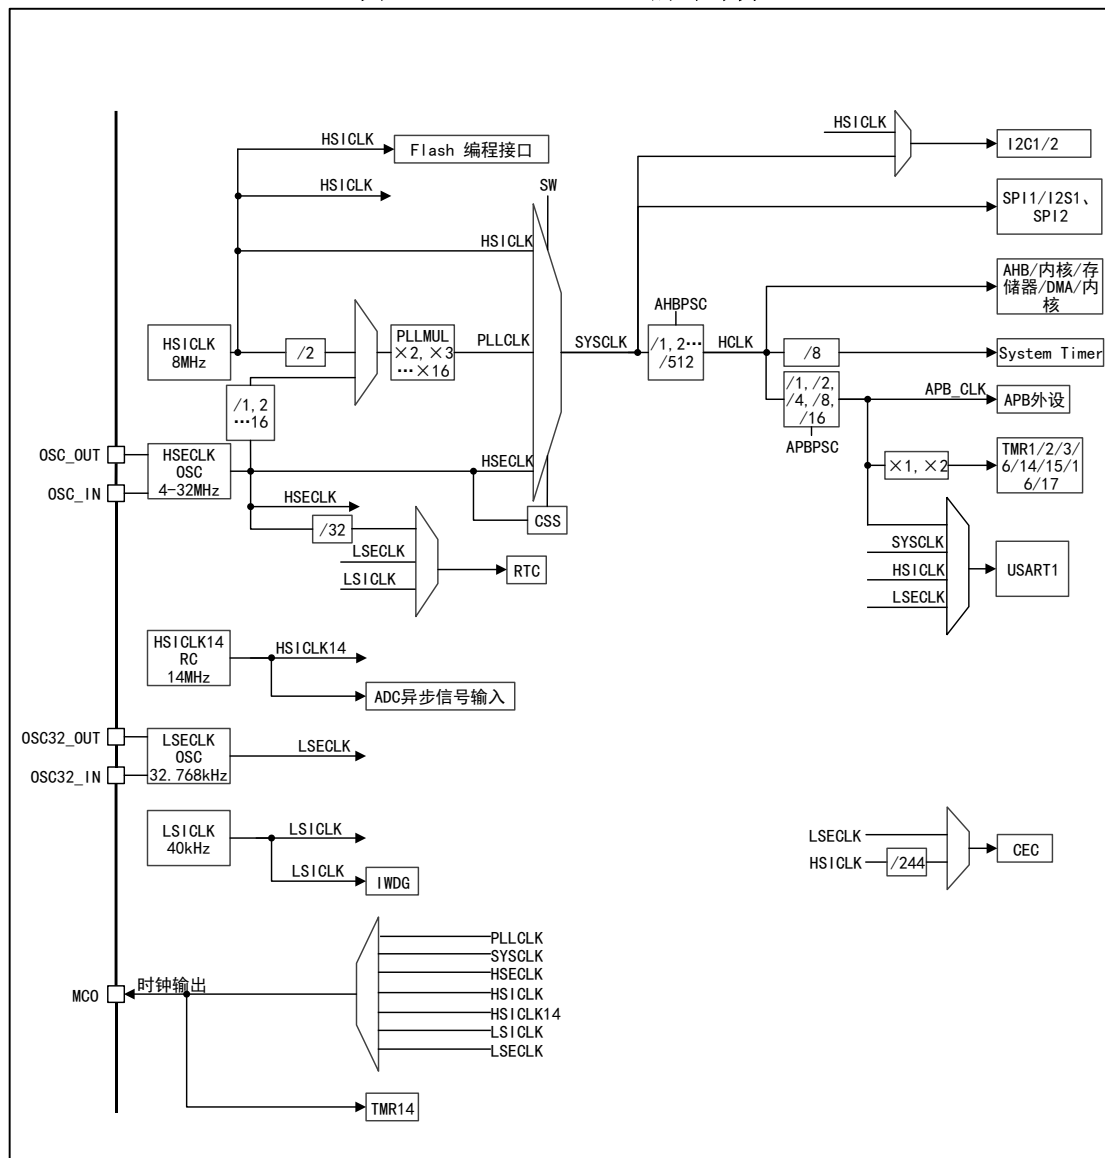 HSICLK
Flash 编程接口
HSICLK
HSICLK
I2C1/2
HSICLK
SW
SPI1/I2S1、
SPI2
HSICLK
8MHz
/2
PLLMUL
×2, ×3
…×16
PLLCLK
SYSCLK
AHBPSC
/1, 2…
/512
HCLK
AHB/内核/存
储器/DMA/内
核
/8
System Timer
/1, 2
…16
/1, /2,
/4, /8,
/16
APBPSC
APB_CLK
APB外设
OSC_OUT
OSC_IN
HSECLK
OSC
4-32MHz
HSECLK
HSECLK
CSS
×1, ×2
TMR1/2/3/
6/14/15/1
6/17
/32
LSECLK
LSICLK
RTC
SYSCLK
HSICLK
LSECLK
USART1
HSICLK14
RC
14MHz
HSICLK14
ADC异步信号输入
OSC32_OUT
OSC32_IN
LSECLK
OSC
32.768kHz
LSECLK
LSICLK
40kHz
LSICLK
LSICLK
IWDG
LSECLK
HSICLK
/244
CEC
MCO
时钟输出
PLLCLK
SYSCLK
HSECLK
HSICLK
HSICLK14
LSICLK
LSECLK
TMR14